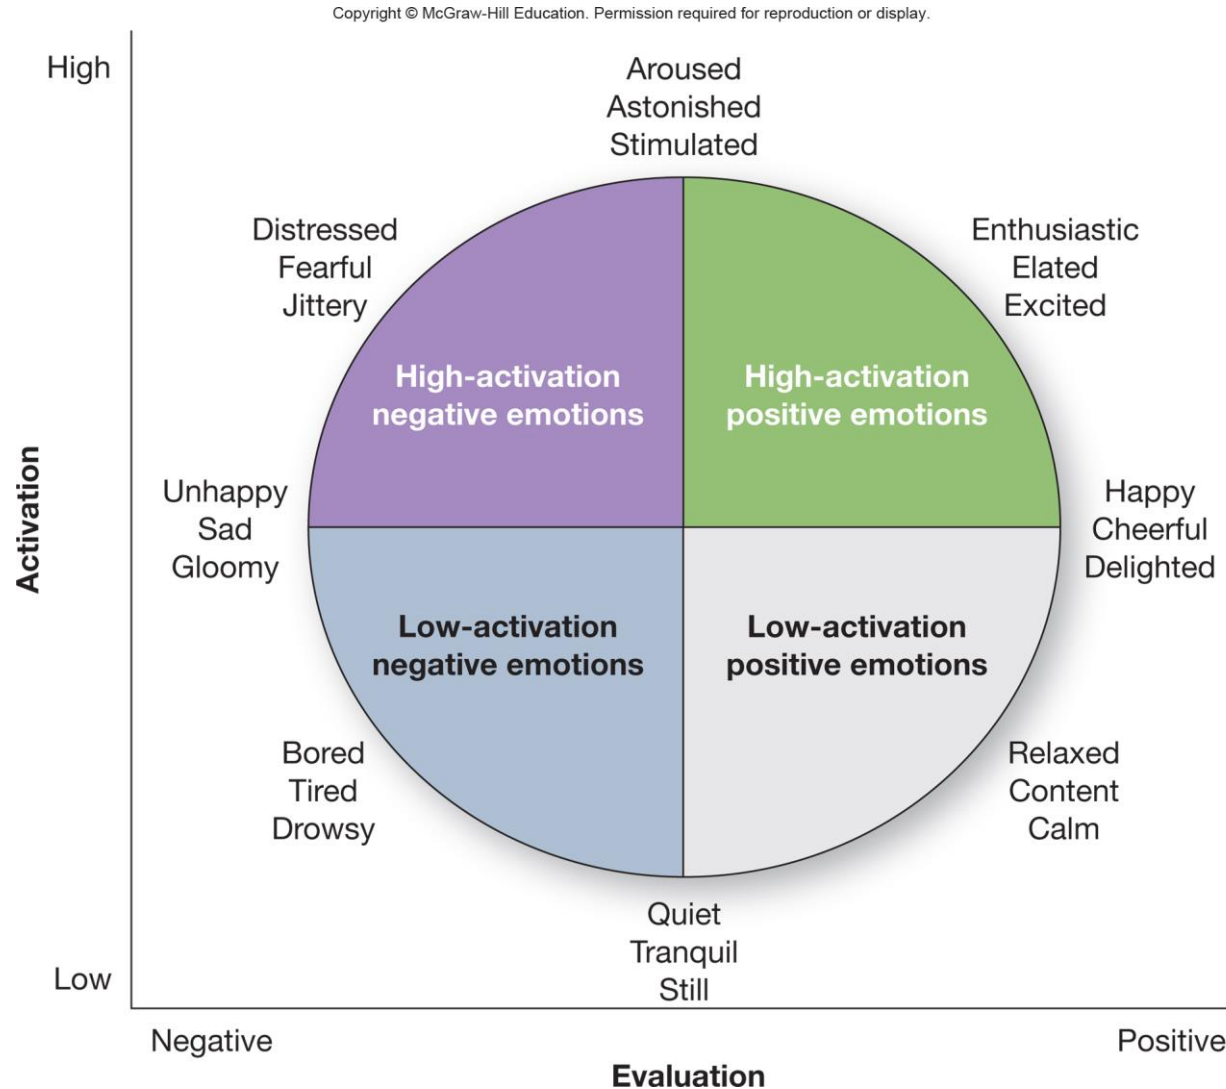 Copyright © McGraw-Hill Education. Permission required for reproduction or display.
High
Aroused
Astonished
Stimulated
Distressed
Fearful
Jittery
Enthusiastic
Elated
Excited
High-activation
negative emotions
High-activation
positive emotions
Activation
Unhappy
Sad
Gloomy
Happy
Cheerful
Delighted
Low-activation
negative emotions
Low-activation
positive emotions
Bored
Tired
Drowsy
Relaxed
Content
Calm
Quiet
Tranquil
Still
Low
Negative
Positive
Evaluation